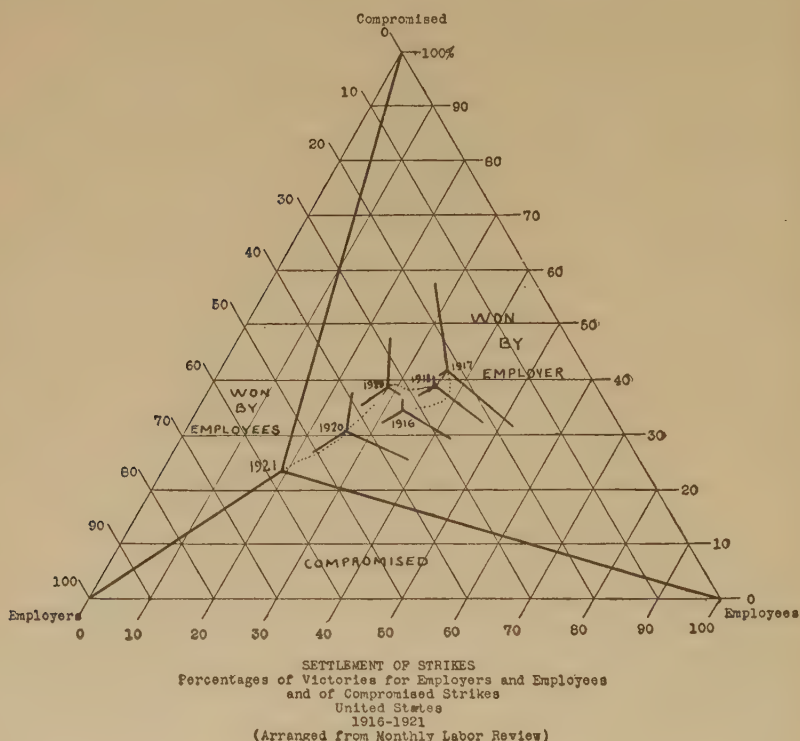 Compromised
0
100%
10
90
20
80
30
70
40
60
50
50
WON
BY
EMPLOYER
1917
1918
60
40
WON
BY
EMPLOYEES
1920
1916
70
30
1921
80
20
90
10
COMPROMISED
100
0
Employers
Employees
0 10 20 30 40 50 60 70 80 90 100
SETTLEMENT OF STRIKES
Percentages of Victories for Employers and Employees
and of Compromised Strikes
United States
1916-1921
(Arranged from Monthly Labor Review)